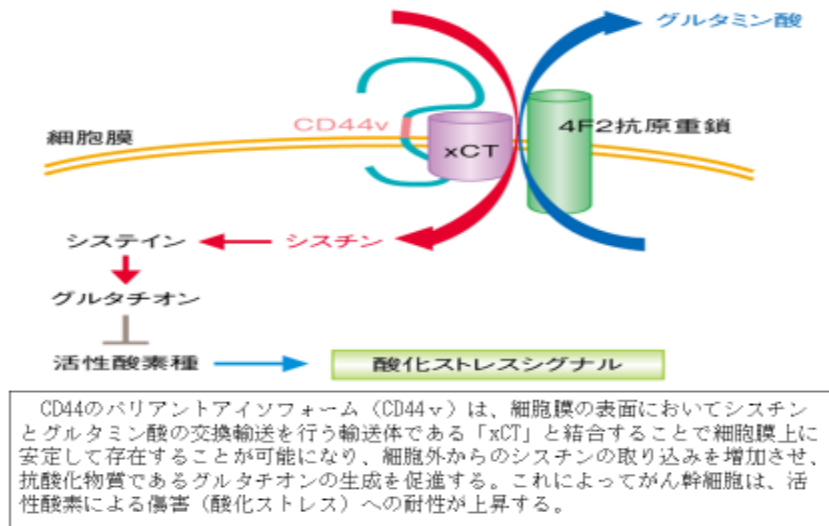 グルタミン酸
CD44v
4F2抗原重鎖
細胞膜
xCT
システイン
シスチン
グルタチオン
活性酸素種
酸化ストレスシグナル
CD44のバリアントアイソフォーム（CD44v）は、細胞膜の表面においてシスチン
とグルタミン酸の交換輸送を行う輸送体である「xCT」と結合することで細胞膜上に
安定して存在することが可能になり、細胞外からのシスチンの取り込みを増加させ、
抗酸化物質であるグルタチオンの生成を促進する。これによってがん幹細胞は、活
性酸素による傷害（酸化ストレス）への耐性が上昇する。